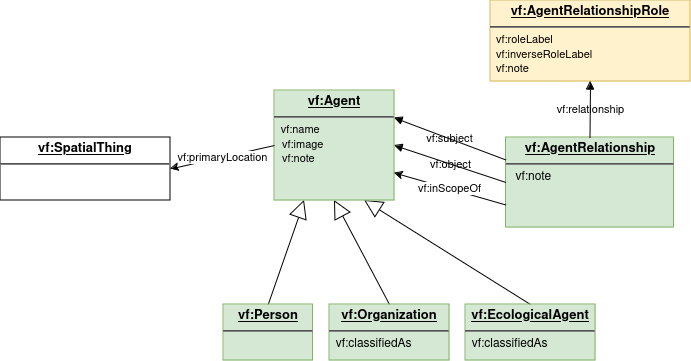 vf:AgentRelationshipRole
vf:roleLabel
vf:inverseRoleLabel
vf:note
vf:relationship
vf:Agent
vf:name
vf:image
vf:note
vf:subject
vf:object
vf:inScopeOf
vf:AgentRelationship
vf:note
vf:SpatialThing
vf:primaryLocation
vf:Person
vf:Organization
vf:classifiedAs
vf:EcologicalAgent
vf:classifiedAs